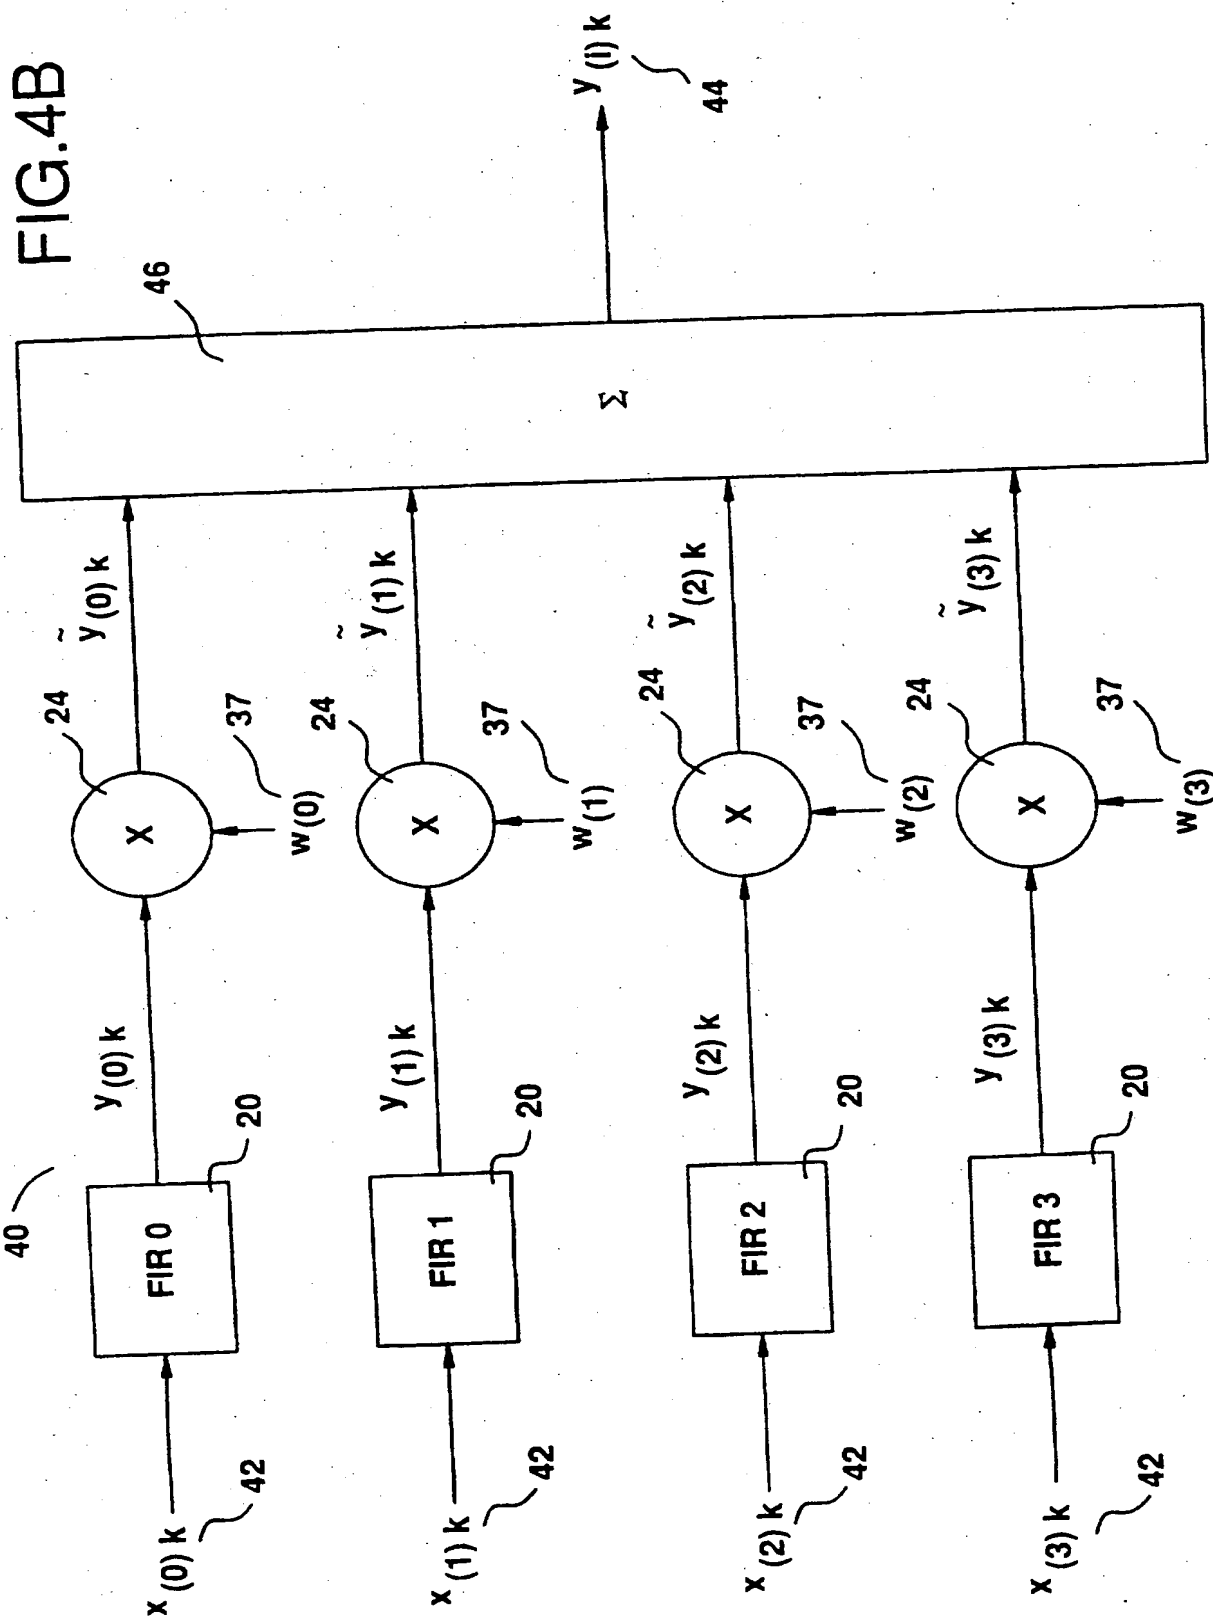 FIG.4B
40
46
x(0)k
42
FIR 0
20
y(0)k
X
24
w(0)
37
ỹ(0)k
x(1)k
42
FIR 1
20
y(1)k
X
24
w(1)
37
ỹ(1)k
Σ
y(i)k
44
x(2)k
42
FIR 2
20
y(2)k
X
24
w(2)
37
ỹ(2)k
x(3)k
42
FIR 3
20
y(3)k
X
24
w(3)
37
ỹ(3)k